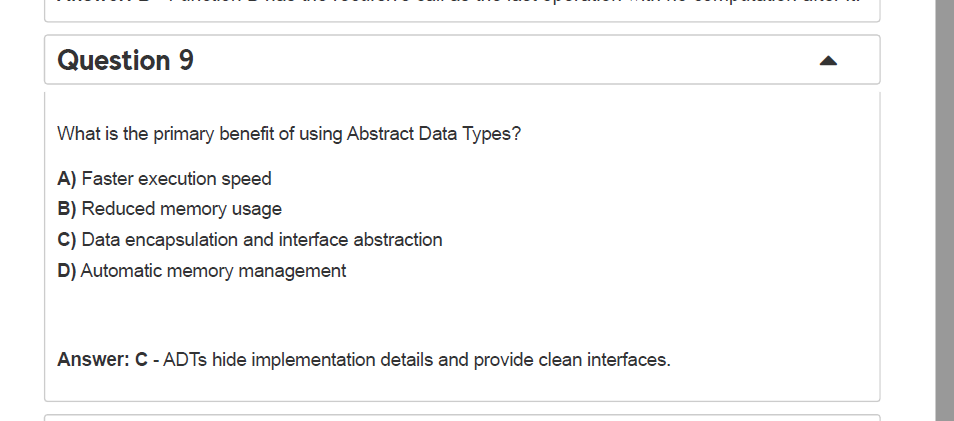 Question 9
What is the primary benefit of using Abstract Data Types?
A) Faster execution speed
B) Reduced memory usage
C) Data encapsulation and interface abstraction
D) Automatic memory management
Answer: C - ADTs hide implementation details and provide clean interfaces.